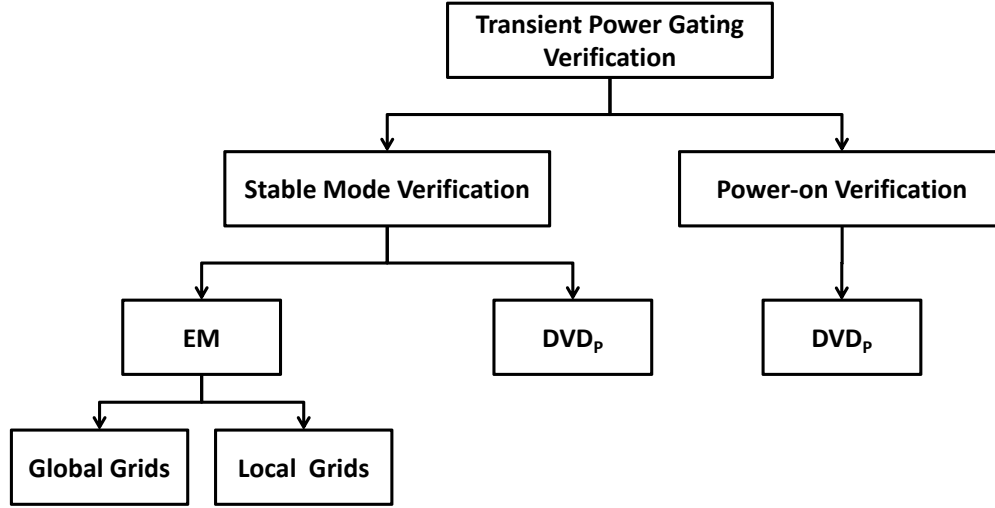 Transient Power Gating
Verification
Stable Mode Verification
Power-on Verification
EM
DVDP
DVDP
Global Grids
Local Grids